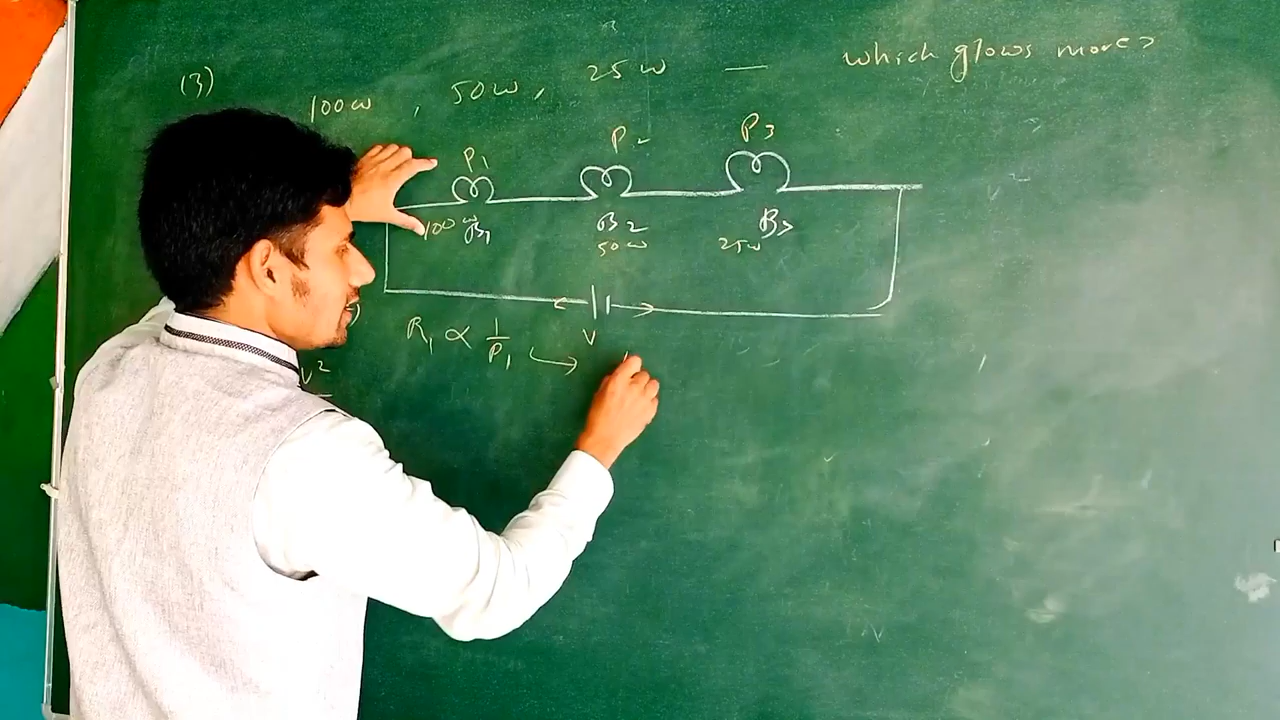 (3) 100w, 50w, 25w — which glows more?
P1 P2 P3
100w B1 B2 B3
50w 25w
V
R1 ∝ 1/P1 →
V²